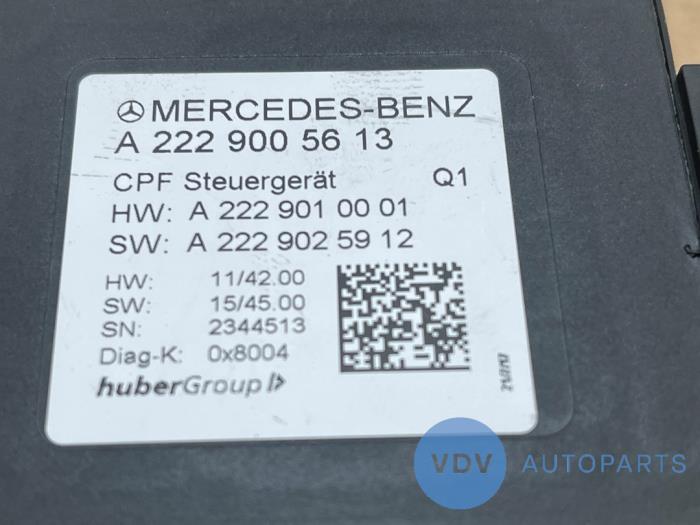 MERCEDES-BENZ
A 222 900 56 13
CPF Steuergerät Q1
HW: A 222 901 00 01
SW: A 222 902 59 12
HW: 11/42.00
SW: 15/45.00
SN: 2344513
Diag-K: 0x8004
huberGroup
VDV AUTOPARTS